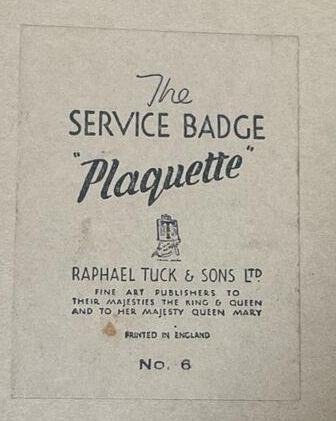 The
SERVICE BADGE
"Plaquette"
RAPHAEL TUCK & SONS LTD.
FINE ART PUBLISHERS TO
THEIR MAJESTIES THE KING & QUEEN
AND TO HER MAJESTY QUEEN MARY
PRINTED IN ENGLAND
No. 6